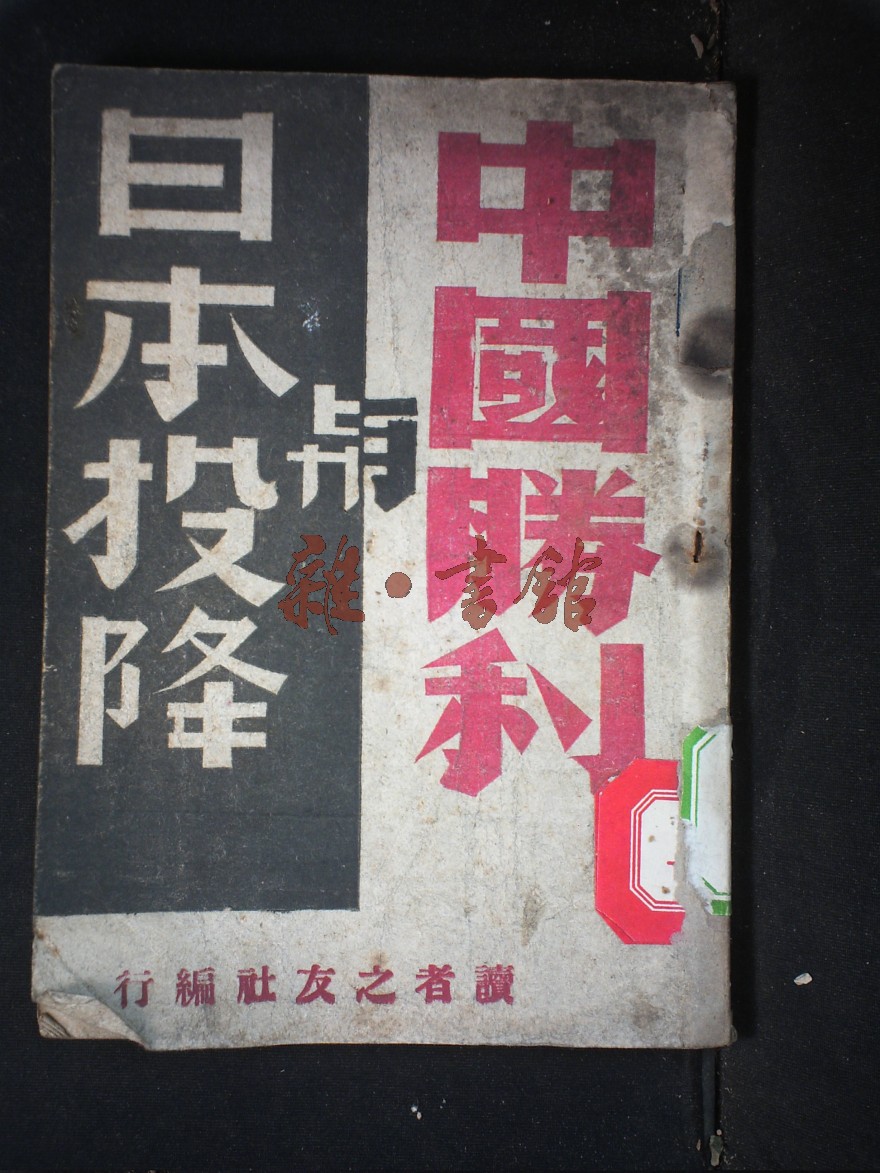 中國勝利
與
日本投降
讀者之友社編行
雜·書館